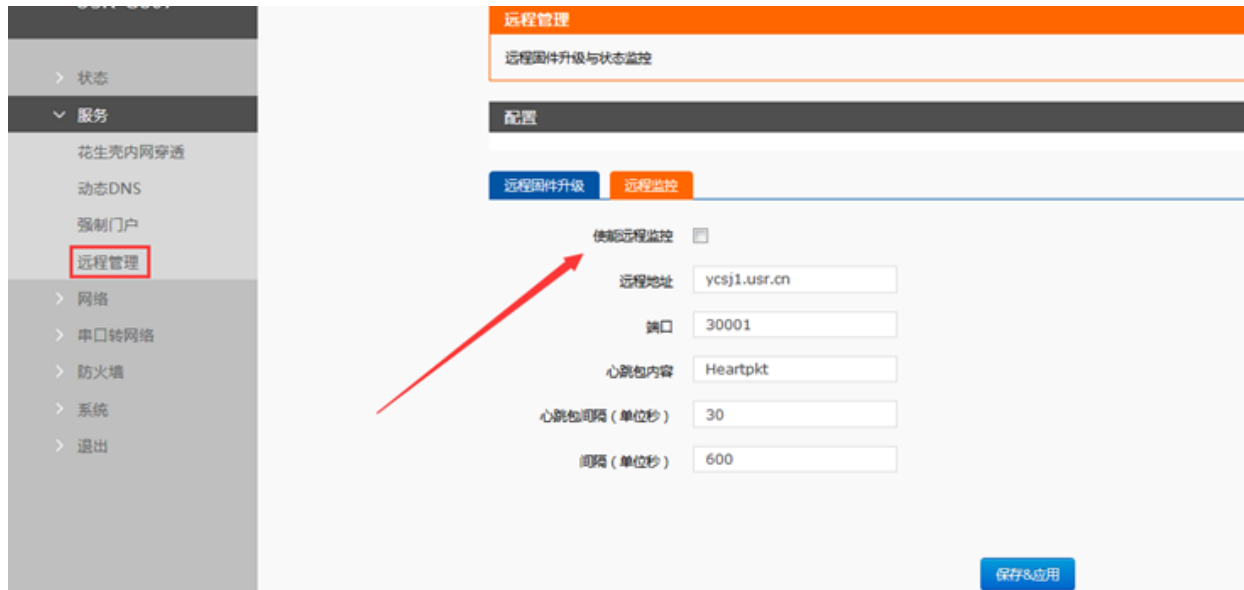 状态
服务
花生壳内网穿透
动态DNS
强制门户
远程管理
网络
串口转网络
防火墙
系统
退出
远程管理
远程固件升级与状态监控
配置
远程固件升级
远程监控
使能远程监控
远程地址
ycsj1.usr.cn
端口
30001
心跳包内容
Heartpkt
心跳包间隔(单位秒)
30
间隔(单位秒)
600
保存&应用